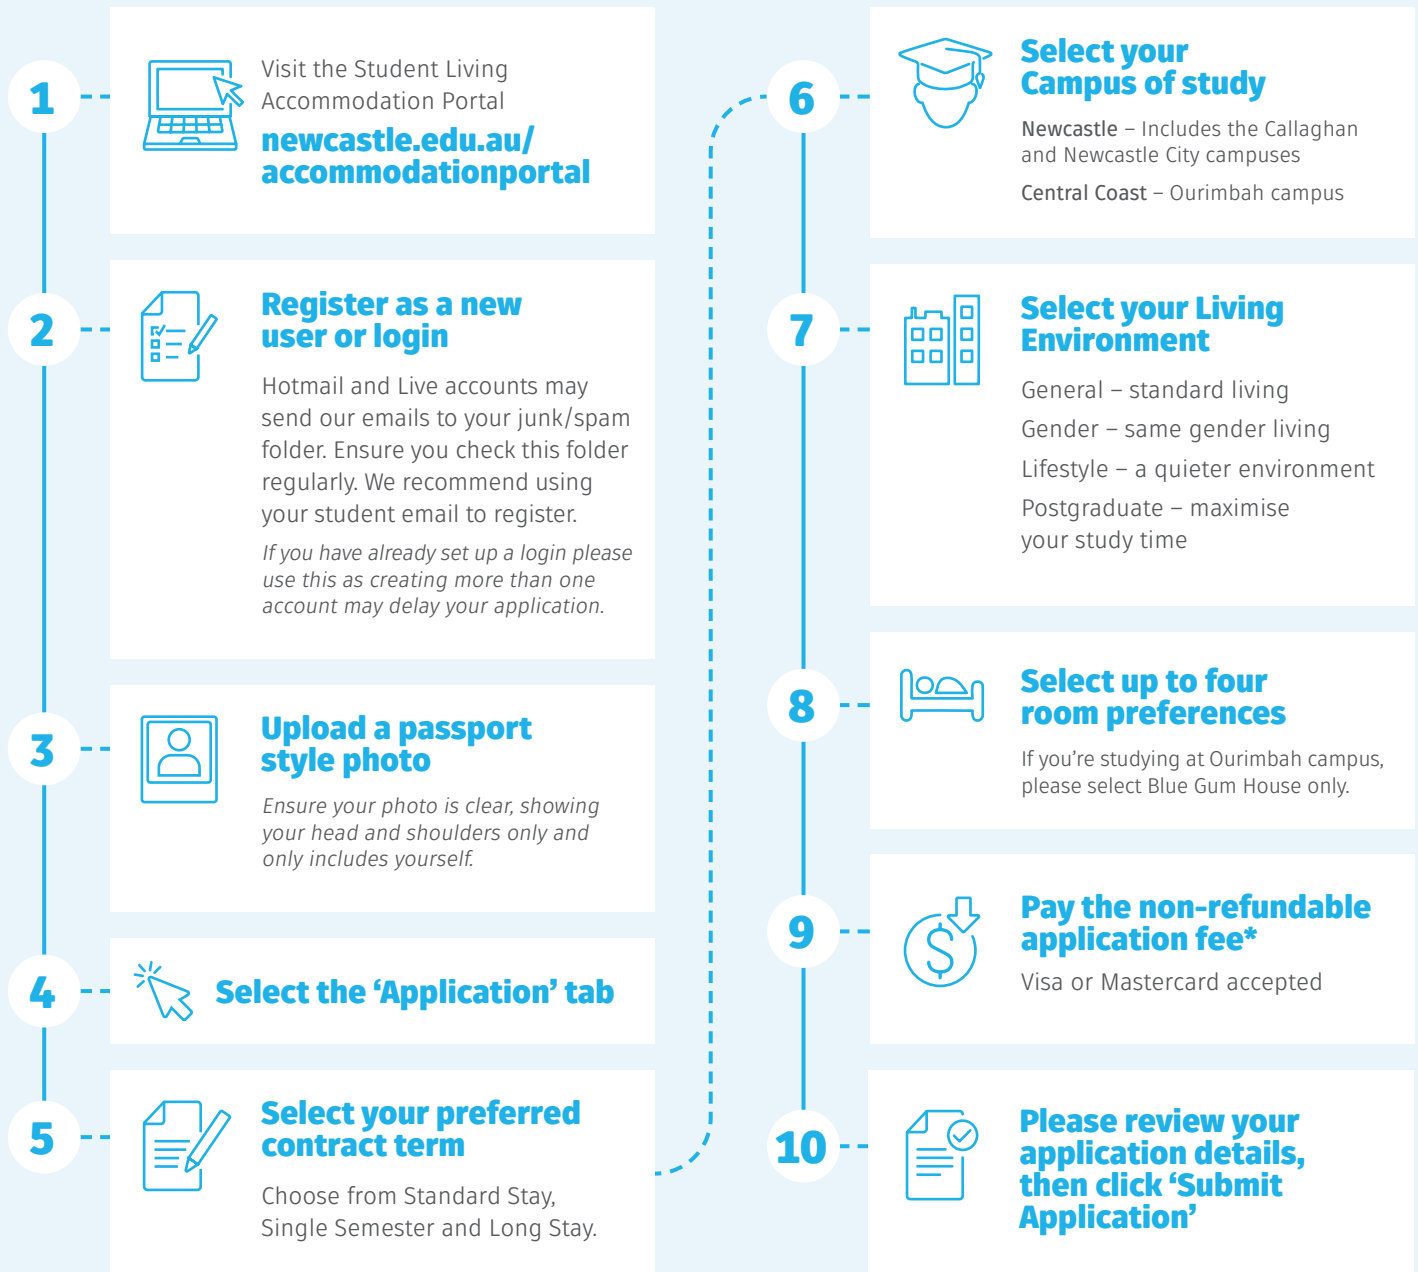 1
Visit the Student Living
Accommodation Portal
newcastle.edu.au/
accommodationportal
2
Register as a new
user or login
Hotmail and Live accounts may
send our emails to your junk/spam
folder. Ensure you check this folder
regularly. We recommend using
your student email to register.
If you have already set up a login please
use this as creating more than one
account may delay your application.
3
Upload a passport
style photo
Ensure your photo is clear, showing
your head and shoulders only and
only includes yourself.
4
Select the ‘Application’ tab
5
Select your preferred
contract term
Choose from Standard Stay,
Single Semester and Long Stay.
6
Select your
Campus of study
Newcastle – Includes the Callaghan
and Newcastle City campuses
Central Coast – Ourimbah campus
7
Select your Living
Environment
General – standard living
Gender – same gender living
Lifestyle – a quieter environment
Postgraduate – maximise
your study time
8
Select up to four
room preferences
If you’re studying at Ourimbah campus,
please select Blue Gum House only.
9
Pay the non-refundable
application fee*
Visa or Mastercard accepted
10
Please review your
application details,
then click ‘Submit
Application’